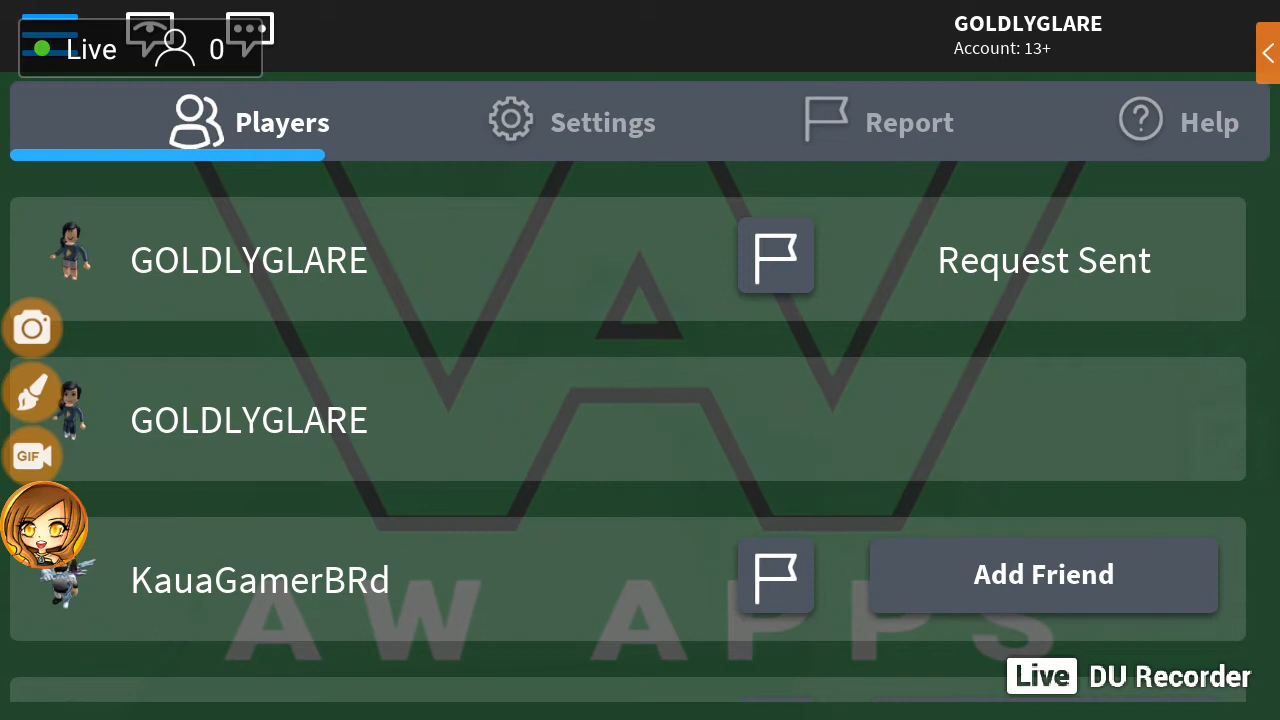 GOLDLYGLARE
Account: 13+
Live 0
Players Settings Report Help
GOLDLYGLARE Request Sent
GOLDLYGLARE
GIF
KauaGamerBRd Add Friend
AW APPS
Live DU Recorder